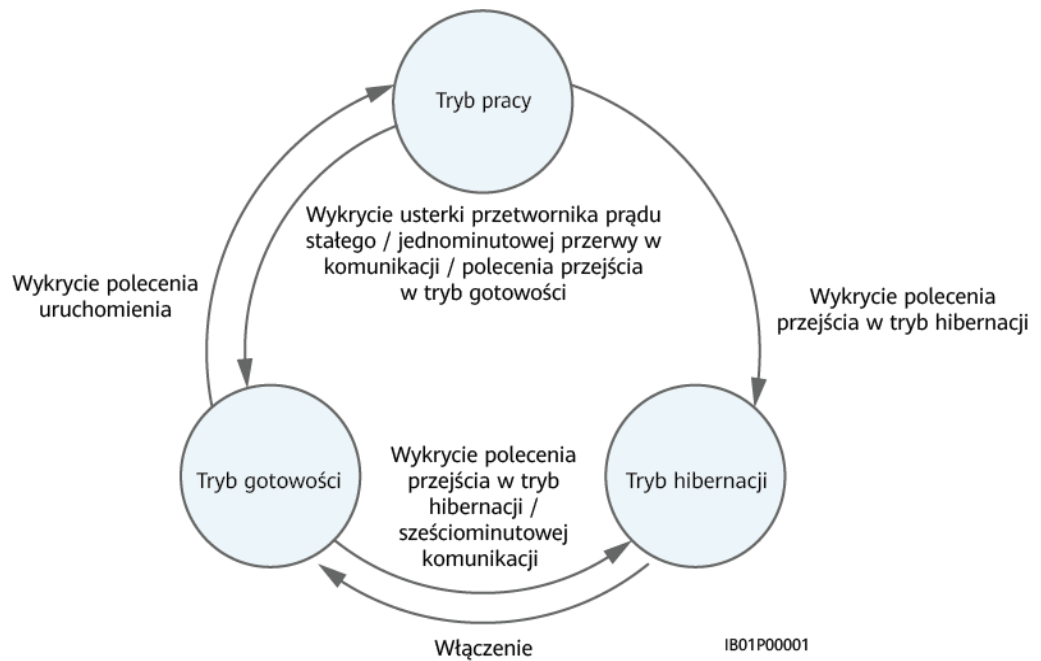 Tryb pracy
Wykrycie usterki przetwornika prądu
stałego / jednominutowej przerwy w
komunikacji / polecenia przejścia
w tryb gotowości
Wykrycie polecenia
uruchomienia
Wykrycie polecenia
przejścia w tryb hibernacji
Tryb gotowości
Wykrycie polecenia
przejścia w tryb
hibernacji /
sześciominutowej
komunikacji
Tryb hibernacji
Włączenie
IB01P00001